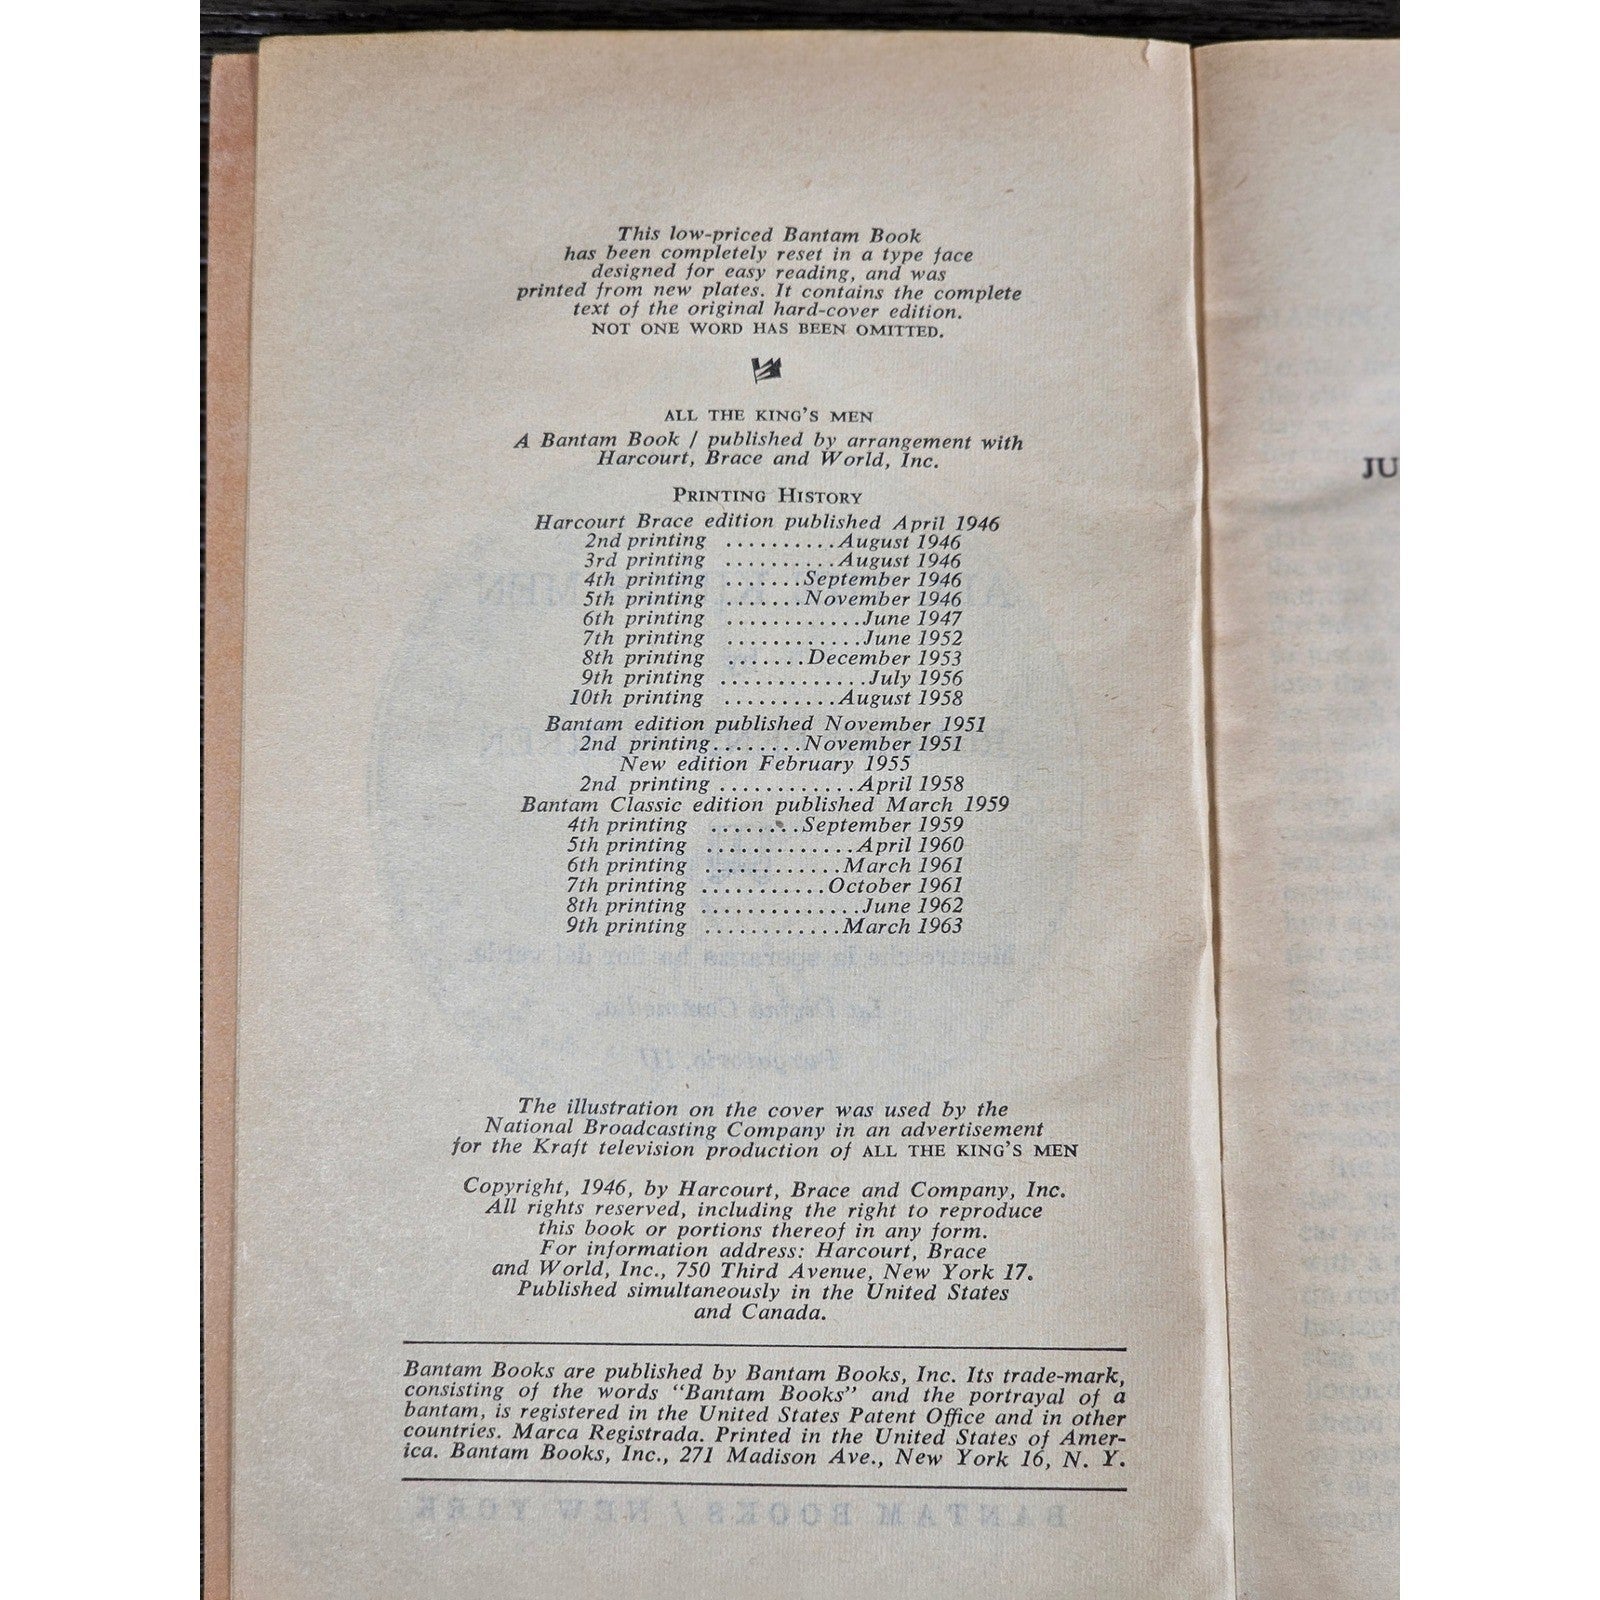 This low-priced Bantam Book
has been completely reset in a type face
designed for easy reading, and was
printed from new plates. It contains the complete
text of the original hard-cover edition.
NOT ONE WORD HAS BEEN OMITTED.
ALL THE KING'S MEN
A Bantam Book / published by arrangement with
Harcourt, Brace and World, Inc.
PRINTING HISTORY
Harcourt Brace edition published April 1946
2nd printing ..........August 1946
3rd printing ..........August 1946
4th printing .......September 1946
5th printing .......November 1946
6th printing ............June 1947
7th printing ............June 1952
8th printing .......December 1953
9th printing .............July 1956
10th printing ..........August 1958
Bantam edition published November 1951
2nd printing........November 1951
New edition February 1955
2nd printing ............April 1958
Bantam Classic edition published March 1959
4th printing ........September 1959
5th printing .............April 1960
6th printing ............March 1961
7th printing ...........October 1961
8th printing ..............June 1962
9th printing ............March 1963
The illustration on the cover was used by the
National Broadcasting Company in an advertisement
for the Kraft television production of ALL THE KING'S MEN
Copyright, 1946, by Harcourt, Brace and Company, Inc.
All rights reserved, including the right to reproduce
this book or portions thereof in any form.
For information address: Harcourt, Brace
and World, Inc., 750 Third Avenue, New York 17.
Published simultaneously in the United States
and Canada.
Bantam Books are published by Bantam Books, Inc. Its trade-mark,
consisting of the words "Bantam Books" and the portrayal of a
bantam, is registered in the United States Patent Office and in other
countries. Marca Registrada. Printed in the United States of Amer-
ica. Bantam Books, Inc., 271 Madison Ave., New York 16, N. Y.
JU